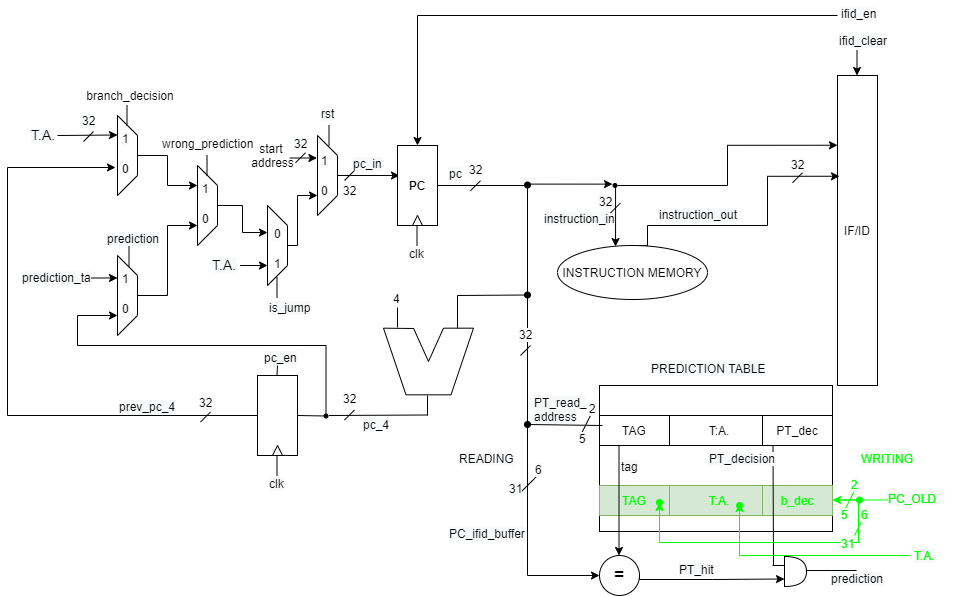 ifid_en
ifid_clear
branch_decision
T.A.
32
1
0
wrong_prediction
1
0
rst
start
address
32
1
0
pc_in
32
PC
clk
pc
32
32
instruction_in
instruction_out
32
INSTRUCTION MEMORY
IF/ID
prediction
prediction_ta
1
0
T.A.
0
1
is_jump
4
32
pc_en
prev_pc_4
32
32
pc_4
clk
PREDICTION TABLE
PT_read_
address
2
5
TAG
T.A.
PT_dec
READING
tag
PT_decision
WRITING
6
31
TAG
T.A.
b_dec
2
5
6
PC_OLD
PC_ifid_buffer
31
T.A.
=
PT_hit
prediction